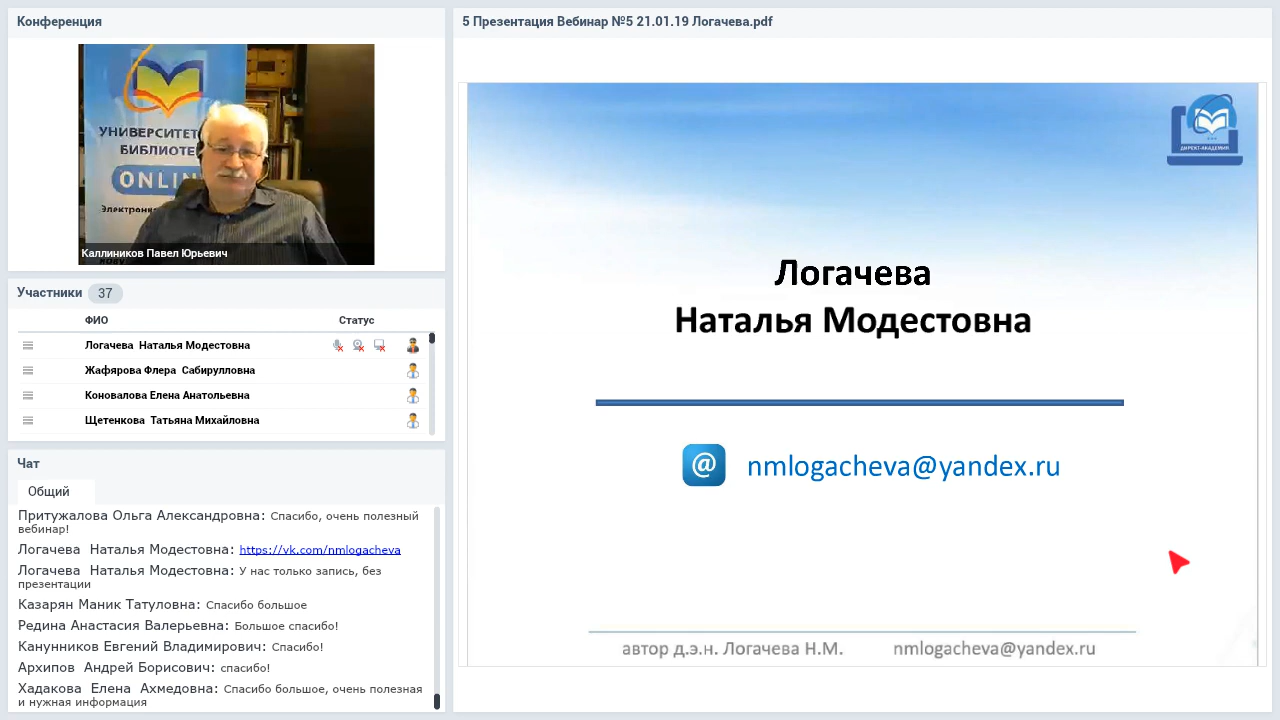 Конференция
УНИВЕРСИТЕТ
БИБЛИОТЕ
ONLIN
Каллиников Павел Юрьевич
Участники 37
ФИО Статус
Логачева Наталья Модестовна
Жафярова Флера Сабирулловна
Коновалова Елена Анатольевна
Щетенкова Татьяна Михайловна
Чат
Общий
Притужалова Ольга Александровна: Спасибо, очень полезный
вебинар!
Логачева Наталья Модестовна: https://vk.com/nmlogacheva
Логачева Наталья Модестовна: У нас только запись, без
презентации
Казарян Маник Татуловна: Спасибо большое
Редина Анастасия Валерьевна: Большое спасибо!
Канунников Евгений Владимирович: Спасибо!
Архипов Андрей Борисович: спасибо!
Хадакова Елена Ахмедовна: Спасибо большое, очень полезная
и нужная информация
5 Презентация Вебинар №5 21.01.19 Логачева.pdf
ДИРЕКТ-АКАДЕМИЯ
Логачева
Наталья Модестовна
@ nmlogacheva@yandex.ru
автор д.э.н. Логачева Н.М. nmlogacheva@yandex.ru